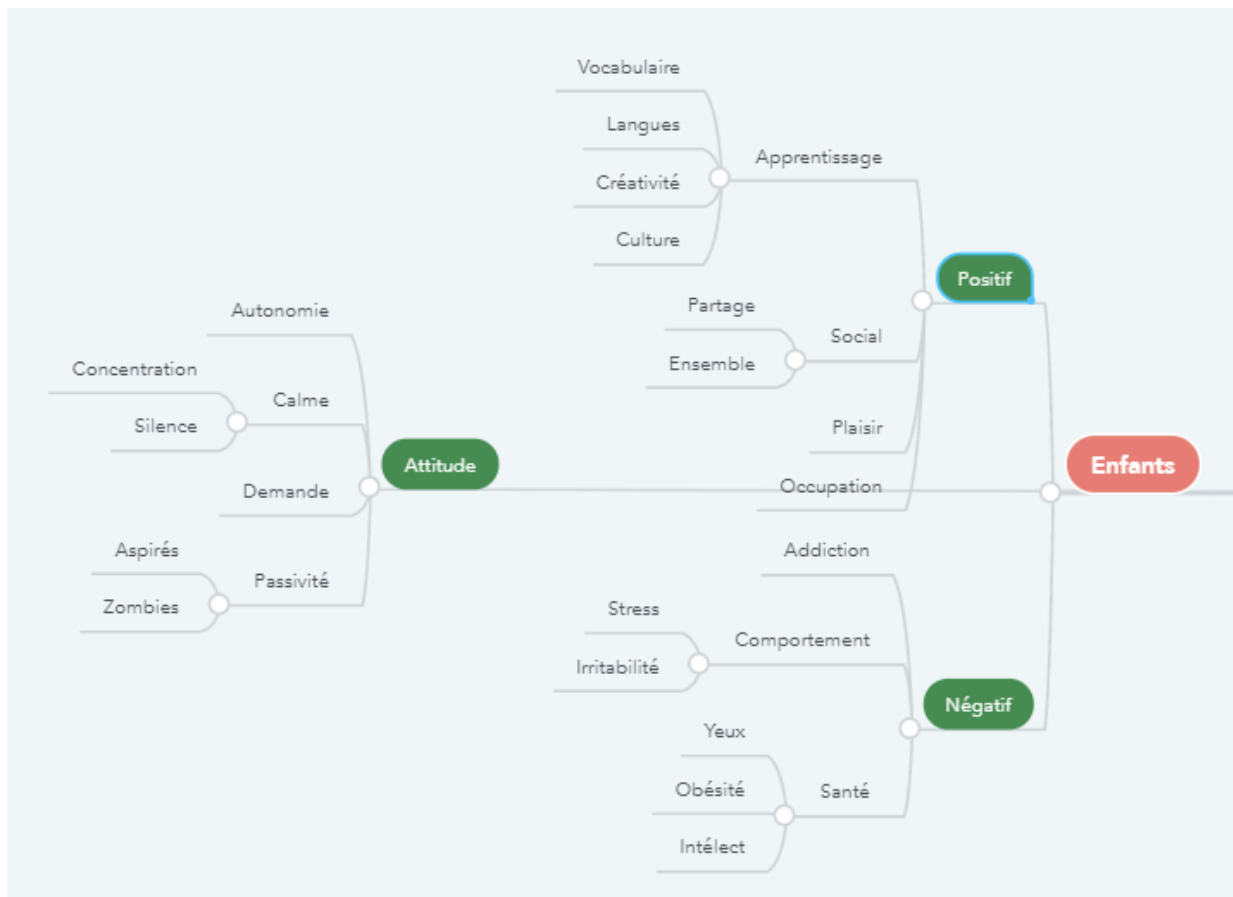 Vocabulaire
Langues
Créativité
Culture
Apprentissage
Partage
Ensemble
Social
Plaisir
Occupation
Positif
Autonomie
Concentration
Silence
Calme
Demande
Aspirés
Zombies
Passivité
Attitude
Enfants
Addiction
Stress
Irritabilité
Comportement
Yeux
Obésité
Intélect
Santé
Négatif